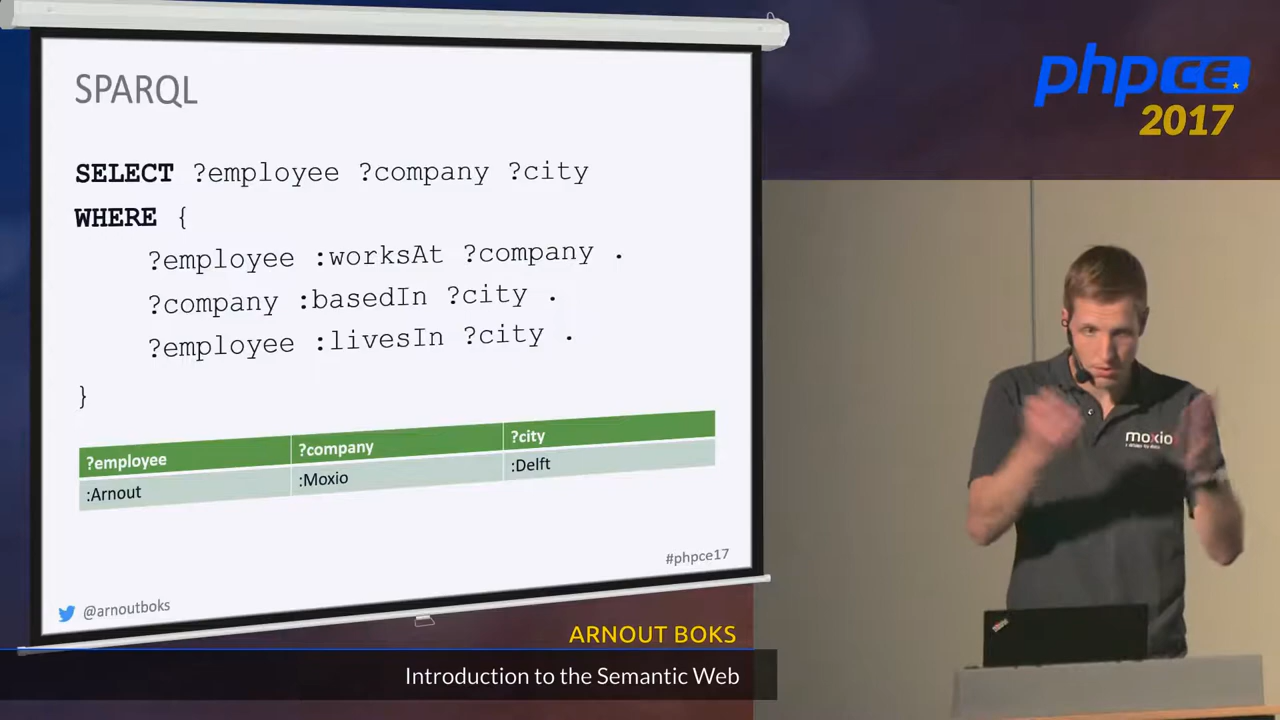 SPARQL
SELECT ?employee ?company ?city
WHERE {
?employee :worksAt ?company .
?company :basedIn ?city .
?employee :livesIn ?city .
}
?employee ?company ?city
:Arnout :Moxio :Delft
#phpce17
@arnoutboks
ARNOUT BOKS
Introduction to the Semantic Web
phpCE
2017
moxio